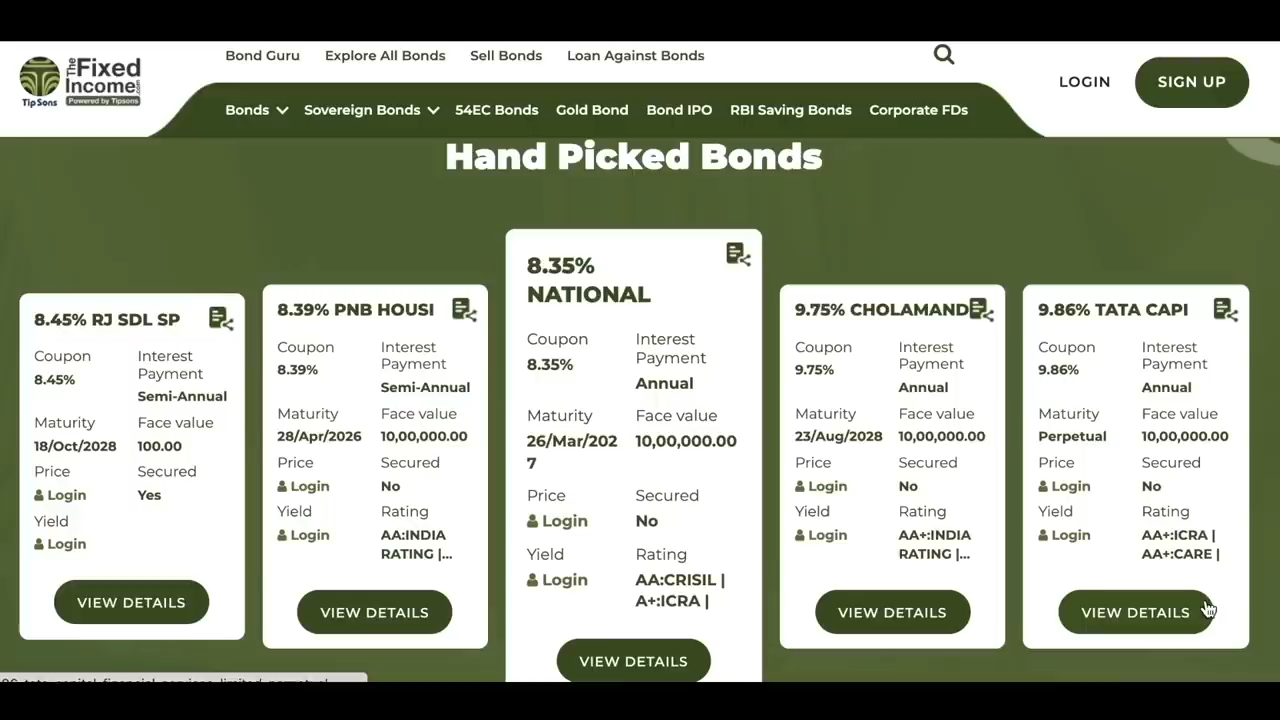 Bond Guru
Explore All Bonds
Sell Bonds
Loan Against Bonds
The
Fixed
Income.com
Powered by Tipsons
Tip Sons
LOGIN
SIGN UP
Bonds
Sovereign Bonds
54EC Bonds
Gold Bond
Bond IPO
RBI Saving Bonds
Corporate FDs
Hand Picked Bonds
8.45% RJ SDL SP
Coupon
8.45%
Interest
Payment
Semi-Annual
Maturity
18/Oct/2028
Face value
100.00
Price
Login
Secured
Yes
Yield
Login
VIEW DETAILS
8.39% PNB HOUSI
Coupon
8.39%
Interest
Payment
Semi-Annual
Maturity
28/Apr/2026
Face value
10,00,000.00
Price
Login
Secured
No
Yield
Login
Rating
AA:INDIA
RATING |...
VIEW DETAILS
8.35%
NATIONAL
Coupon
8.35%
Interest
Payment
Annual
Maturity
26/Mar/202
7
Face value
10,00,000.00
Price
Login
Secured
No
Yield
Login
Rating
AA:CRISIL |
A+:ICRA |
VIEW DETAILS
9.75% CHOLAMAND
Coupon
9.75%
Interest
Payment
Annual
Maturity
23/Aug/2028
Face value
10,00,000.00
Price
Login
Secured
No
Yield
Login
Rating
AA+:INDIA
RATING |...
VIEW DETAILS
9.86% TATA CAPI
Coupon
9.86%
Interest
Payment
Annual
Maturity
Perpetual
Face value
10,00,000.00
Price
Login
Secured
No
Yield
Login
Rating
AA+:ICRA |
AA+:CARE |
VIEW DETAILS